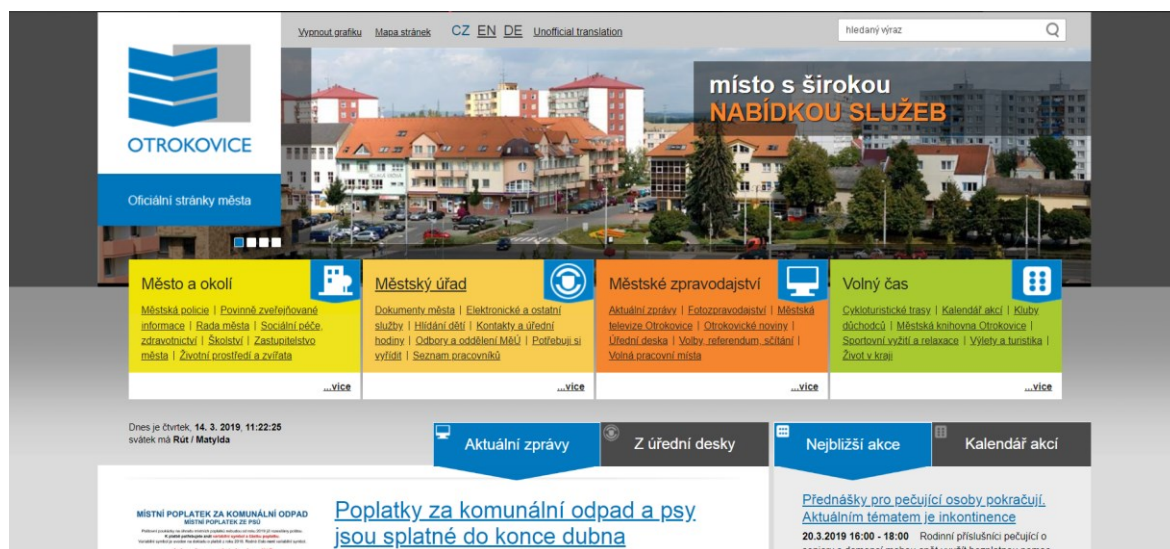 Vypnout grafiku Mapa stránek CZ EN DE Unofficial translation
hledaný výraz
OTROKOVICE
Oficiální stránky města
místo s širokou
NABÍDKOU SLUŽEB
Město a okolí
Městská policie | Povinně zveřejňované
informace | Rada města | Sociální péče,
zdravotnictví | Školství | Zastupitelstvo
města | Životní prostředí a zvířata
...více
Městský úřad
Dokumenty města | Elektronické a ostatní
služby | Hlídání dětí | Kontakty a úřední
hodiny | Odbory a oddělení MěÚ | Potřebuji si
vyřídit | Seznam pracovníků
...více
Městské zpravodajství
Aktuální zprávy | Fotozpravodajství | Městská
televize Otrokovice | Otrokovické noviny |
Úřední deska | Volby, referendum, sčítání |
Volná pracovní místa
...více
Volný čas
Cykloturistické trasy | Kalendář akcí | Kluby
důchodců | Městská knihovna Otrokovice |
Sportovní vyžití a relaxace | Výlety a turistika |
Život v kraji
...více
Dnes je čtvrtek, 14. 3. 2019, 11:22:25
svátek má Rút / Matylda
Aktuální zprávy
Z úřední desky
Nejbližší akce
Kalendář akcí
MÍSTNÍ POPLATEK ZA KOMUNÁLNÍ ODPAD
MÍSTNÍ POPLATEK ZE PSŮ
Poplatky za komunální odpad a psy
jsou splatné do konce dubna
Přednášky pro pečující osoby pokračují.
Aktuálním tématem je inkontinence
20.3.2019 16:00 - 18:00 Rodinní příslušníci pečující o